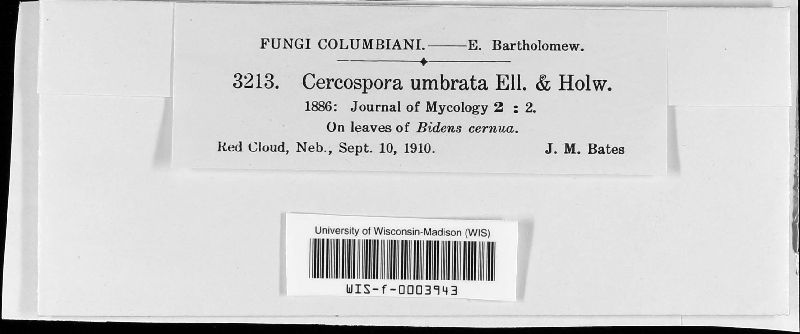 FUNGI COLUMBIANI.——E. Bartholomew.
3213. Cercospora umbrata Ell. & Holw.
1886: Journal of Mycology 2 : 2.
On leaves of Bidens cernua.
Red Cloud, Neb., Sept. 10, 1910. J. M. Bates
University of Wisconsin-Madison (WIS)
WIS-f-0003943